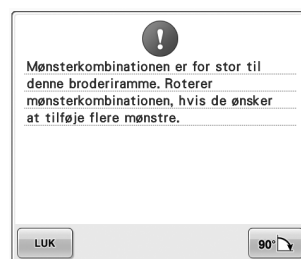 Mønsterkombinationen er for stor til
denne broderiramme. Roterer
mønsterkombinationen, hvis de ønsker
at tilføje flere mønstre.
LUK
90°